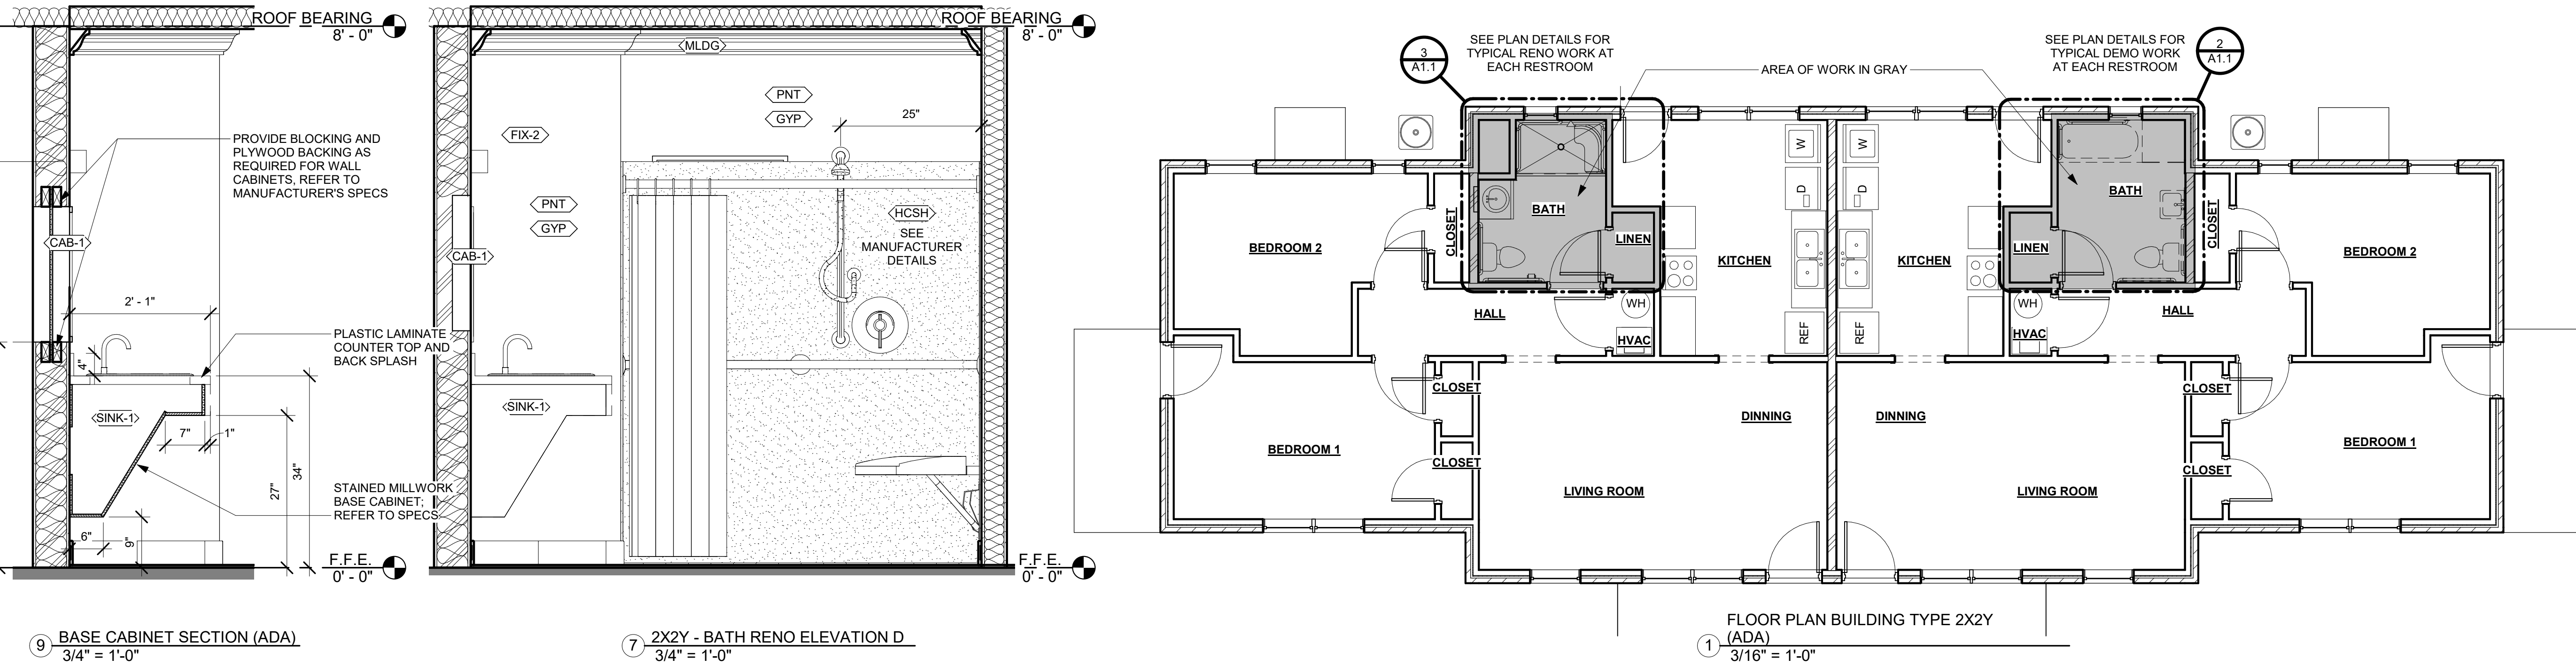 ROOF BEARING
8' - 0"
PROVIDE BLOCKING AND
PLYWOOD BACKING AS
REQUIRED FOR WALL
CABINETS, REFER TO
MANUFACTURER'S SPECS
CAB-1
2' - 1"
PLASTIC LAMINATE
COUNTER TOP AND
BACK SPLASH
4"
SINK-1
7"
1"
34"
27"
STAINED MILLWORK
BASE CABINET;
REFER TO SPECS.
6"
9"
F.F.E.
0' - 0"
9
BASE CABINET SECTION (ADA)
3/4" = 1'-0"
ROOF BEARING
8' - 0"
MLDG
PNT
GYP
25"
FIX-2
PNT
GYP
HCSH
SEE
MANUFACTURER
DETAILS
CAB-1
SINK-1
F.F.E.
0' - 0"
7
2X2Y - BATH RENO ELEVATION D
3/4" = 1'-0"
3
A1.1
SEE PLAN DETAILS FOR
TYPICAL RENO WORK AT
EACH RESTROOM
AREA OF WORK IN GRAY
SEE PLAN DETAILS FOR
TYPICAL DEMO WORK
AT EACH RESTROOM
2
A1.1
W
W
D
D
BATH
BATH
CLOSET
CLOSET
LINEN
LINEN
BEDROOM 2
BEDROOM 2
KITCHEN
KITCHEN
WH
WH
HALL
HALL
HVAC
HVAC
REF
REF
CLOSET
CLOSET
DINNING
DINNING
BEDROOM 1
BEDROOM 1
CLOSET
CLOSET
LIVING ROOM
LIVING ROOM
1
FLOOR PLAN BUILDING TYPE 2X2Y
(ADA)
3/16" = 1'-0"